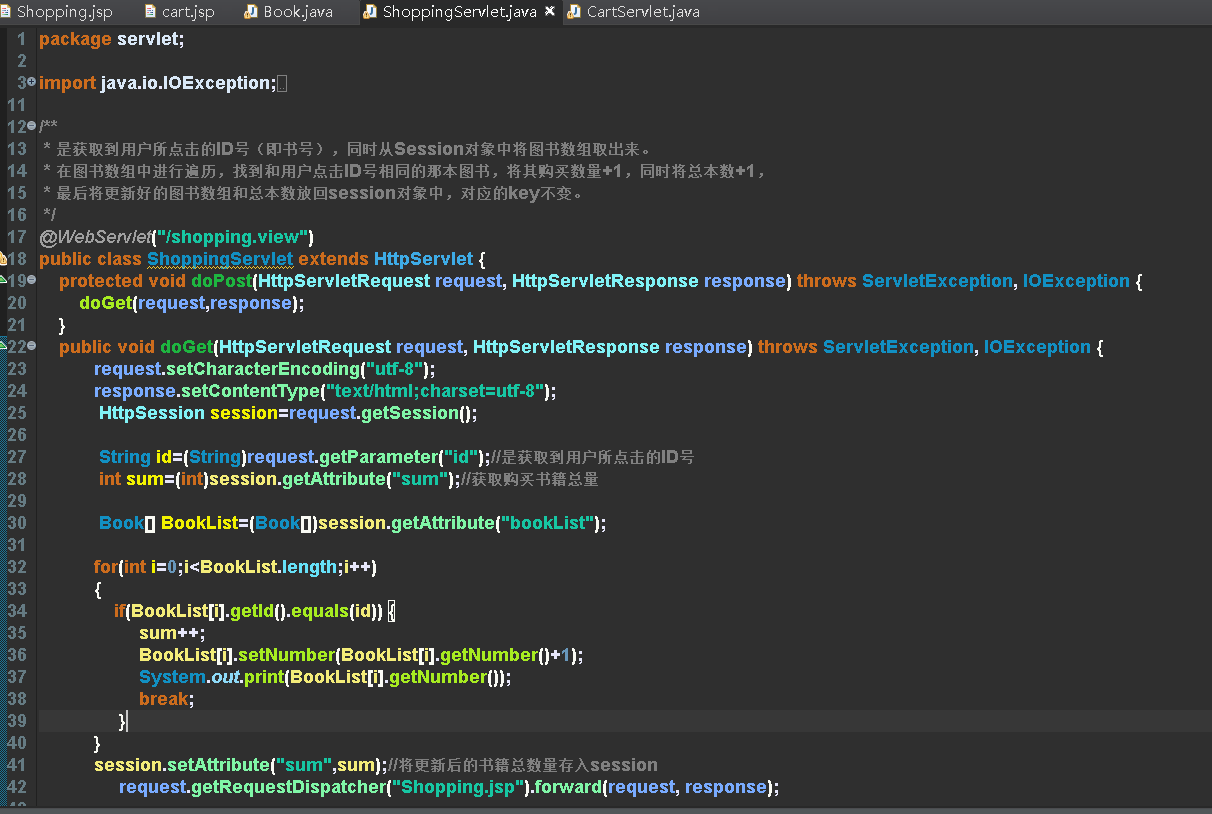 Shopping.jsp cart.jsp Book.java ShoppingServlet.java CartServlet.java
1 package servlet;
2
3 import java.io.IOException;
11
12 /**
13 * 是获取到用户所点击的ID号（即书号），同时从Session对象中将图书数组取出来。
14 * 在图书数组中进行遍历，找到和用户点击ID号相同的那本图书，将其购买数量+1，同时将总本数+1，
15 * 最后将更新好的图书数组和总本数放回session对象中，对应的key不变。
16 */
17 @WebServlet("/shopping.view")
18 public class ShoppingServlet extends HttpServlet {
19 protected void doPost(HttpServletRequest request, HttpServletResponse response) throws ServletException, IOException {
20 doGet(request,response);
21 }
22 public void doGet(HttpServletRequest request, HttpServletResponse response) throws ServletException, IOException {
23 request.setCharacterEncoding("utf-8");
24 response.setContentType("text/html;charset=utf-8");
25 HttpSession session=request.getSession();
26
27 String id=(String)request.getParameter("id");//是获取到用户所点击的ID号
28 int sum=(int)session.getAttribute("sum");//获取购买书籍总量
29
30 Book[] BookList=(Book[])session.getAttribute("bookList");
31
32 for(int i=0;i<BookList.length;i++)
33 {
34 if(BookList[i].getId().equals(id)) {
35 sum++;
36 BookList[i].setNumber(BookList[i].getNumber()+1);
37 System.out.print(BookList[i].getNumber());
38 break;
39 }
40 }
41 session.setAttribute("sum",sum);//将更新后的书籍总数量存入session
42 request.getRequestDispatcher("Shopping.jsp").forward(request, response);